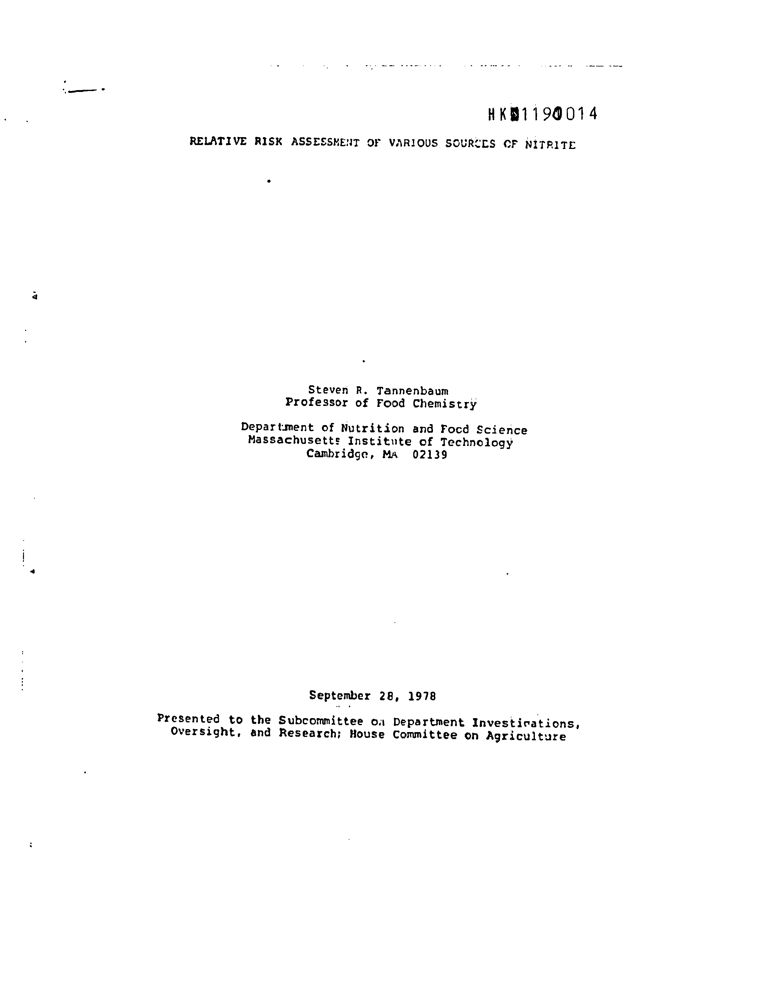 RELATIVE RISK ASSESSMENT OF VARIOUS SOURCES OF NITRITE
Steven R. Tannenbaum
Professor of Food Chemistry
Department of Nutrition and Food Science
Massachusetts Institute of Technology
Cambridge, MA 02139
September 28, 1978
Presented to the Subcommittee on Department Investigations,
Oversight, and Research; House Committee on Agriculture